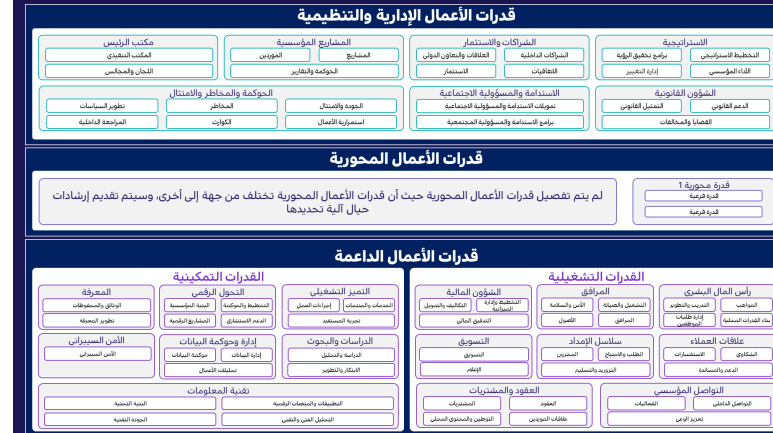 قدرات الأعمال الإدارية والتنظيمية
الاستراتيجية
التخطيط الاستراتيجي
برامج تحقيق الرؤية
الأداء المؤسسي
إدارة التغيير
الشراكات والاستثمار
الشراكات الداخلية
العلاقات والتعاون الدولي
الاتفاقيات
الاستثمار
المشاريع المؤسسية
المشاريع
الموردين
الحوكمة والتقارير
مكتب الرئيس
المكتب التنفيذي
اللجان والمجالس
الشؤون القانونية
الدعم القانوني
التمثيل القانوني
القضايا والمخالفات
الاستدامة والمسؤولية الاجتماعية
تمويلات الاستدامة والمسؤولية الاجتماعية
برامج الاستدامة والمسؤولية المجتمعية
الحوكمة والمخاطر والامتثال
الجودة والامتثال
المخاطر
تطوير السياسات
استمرارية الأعمال
الكوارث
المراجعة الداخلية
قدرات الأعمال المحورية
قدرة محورية 1
قدرة فرعية
قدرة فرعية
لم يتم تفصيل قدرات الأعمال المحورية حيث أن قدرات الأعمال المحورية تختلف من جهة إلى أخرى، وسيتم تقديم إرشادات
حيال آلية تحديدها
قدرات الأعمال الداعمة
القدرات التشغيلية
رأس المال البشري
المواهب
التدريب والتطوير
بناء القدرات المحلية
إدارة طلبات
الموظفين
المرافق
التشغيل والصيانة
الأمن والسلامة
المرافق
الأصول
الشؤون المالية
التخطيط وإدارة
الميزانية
التكاليف والتمويل
التدقيق المالي
علاقات العملاء
الشكاوي
الاستفسارات
الدعم والمساندة
سلاسل الإمداد
الطلب والاحتياج
المخزون
التزوريد والتسليم
التسويق
التسويق
الإعلام
التواصل المؤسسي
التواصل الداخلي
الفعاليات
تعزيز الوعي
العقود والمشتريات
العقود
المشتريات
علاقات الموردين
التوطين والمحتوى المحلي
القدرات التمكينية
التميز التشغيلي
الخدمات والمنتجات
إجراءات العمل
تجربة المستفيد
التحول الرقمي
التخطيط والحوكمة
البنية المؤسسية
الدعم الاستشاري
المشاريع الرقمية
المعرفة
الوثائق والمحفوظات
تطوير المعرفة
الدراسات والبحوث
الدراسة والتحليل
الابتكار والتطوير
إدارة وحوكمة البيانات
إدارة البيانات
حوكمة البيانات
تحليلات الأعمال
الأمن السيبراني
الأمن السيبراني
تقنية المعلومات
التطبيقات والمنصات الرقمية
البنية التحتية
التحليل الفني والتقني
الجودة التقنية